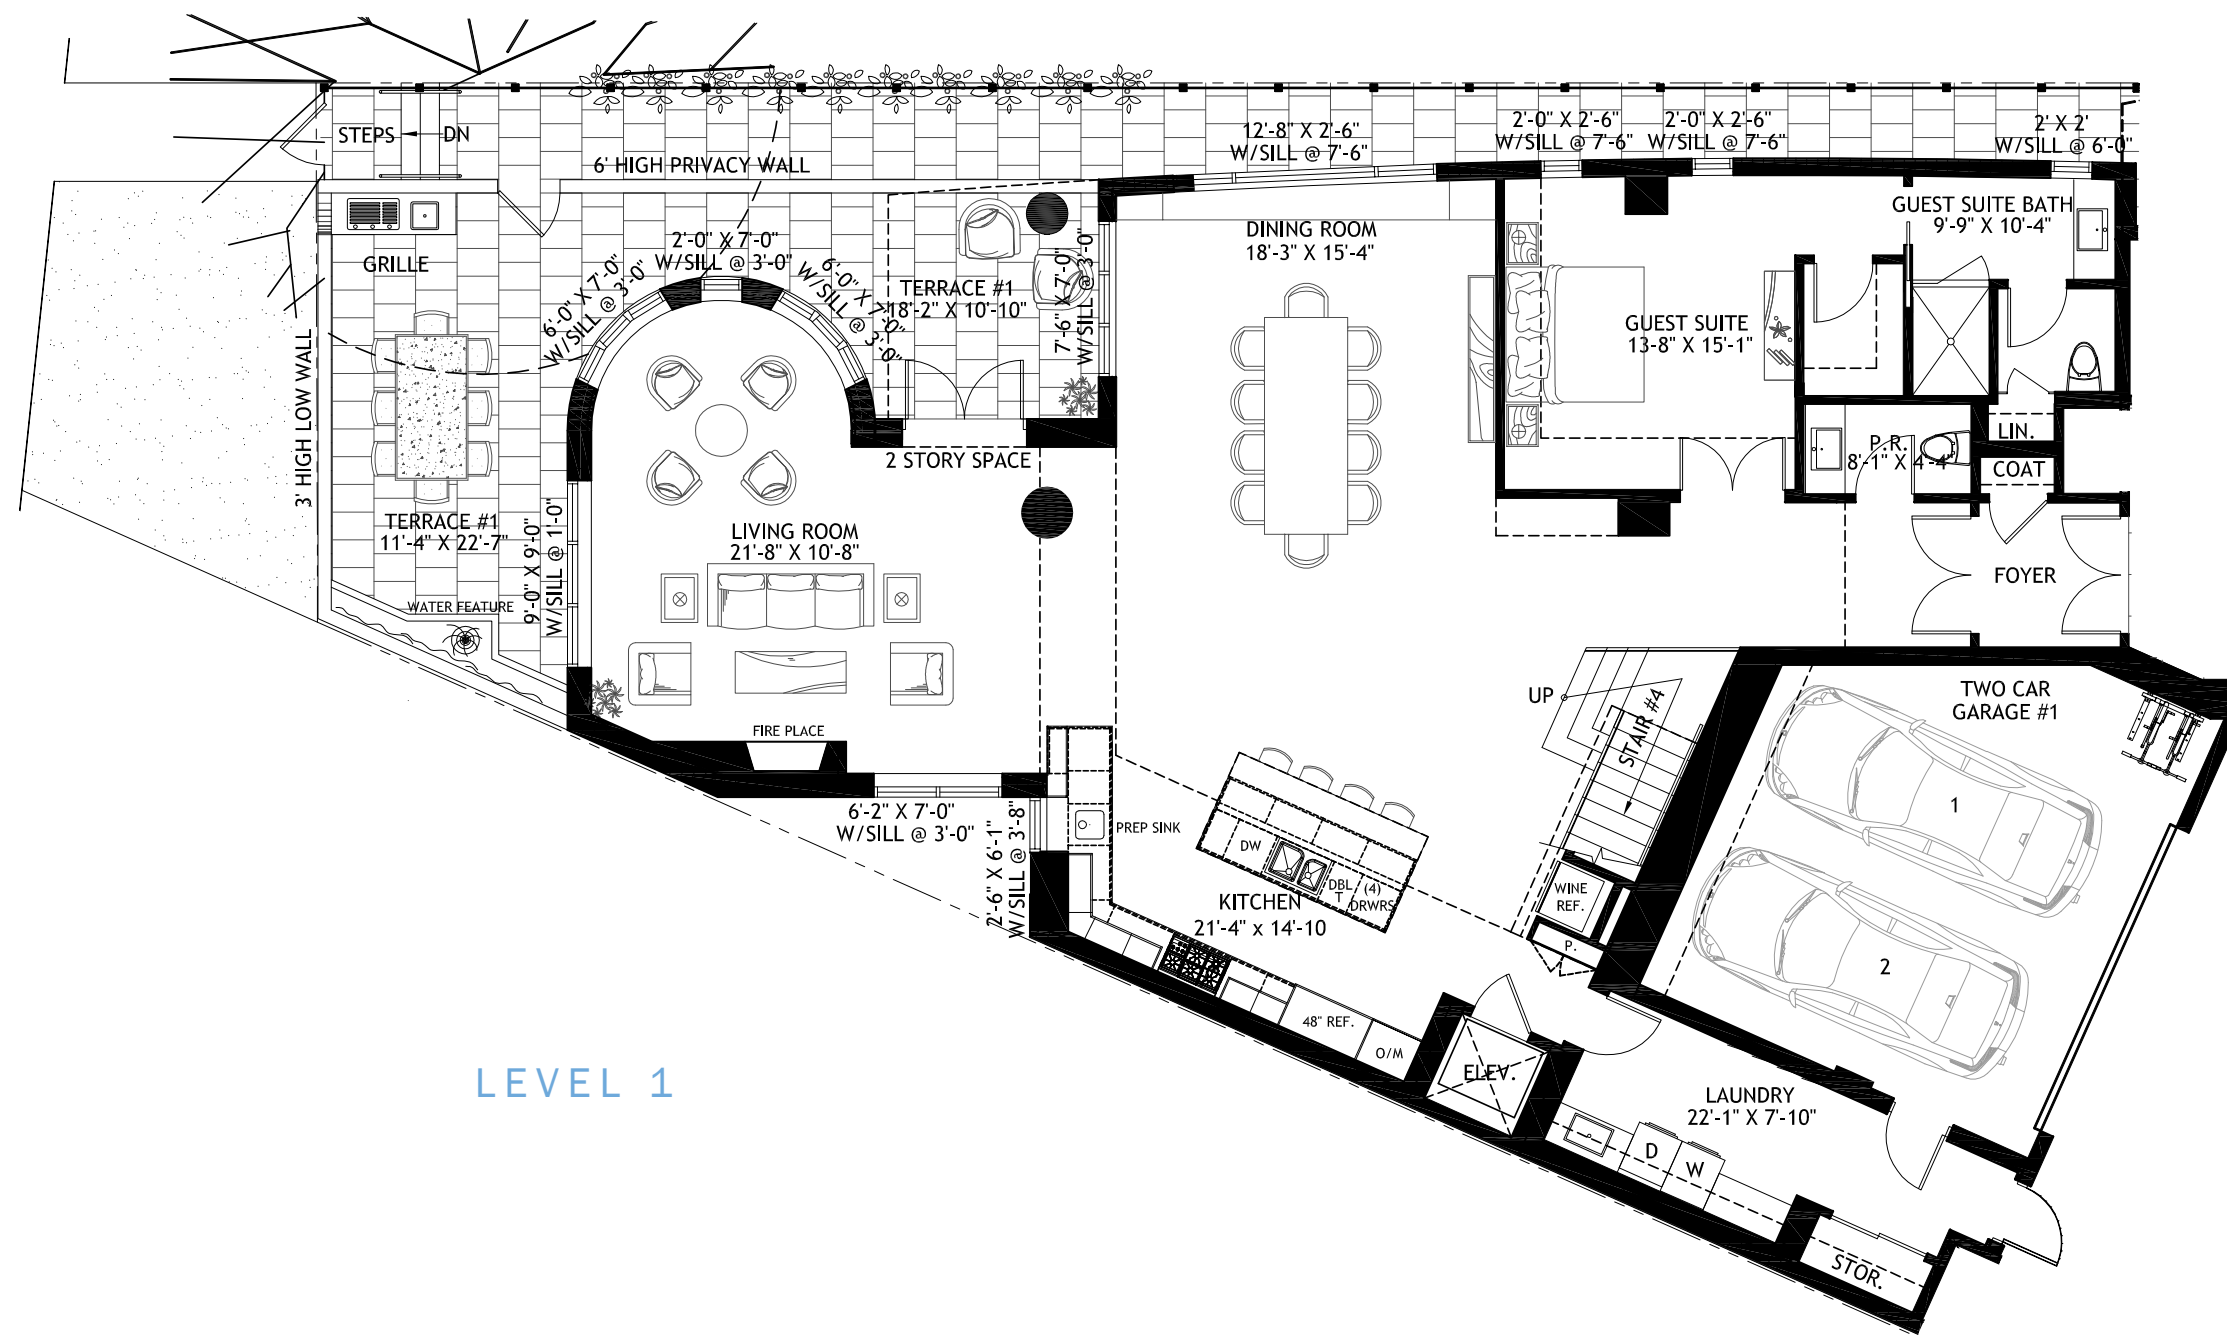 STEPS
DN
6' HIGH PRIVACY WALL
12'-8" X 2'-6"
W/SILL @ 7'-6"
2'-0" X 2'-6"
W/SILL @ 7'-6"
2'-0" X 2'-6"
W/SILL @ 7'-6"
2' X 2'
W/SILL @ 6'-0"
GRILLE
2'-0" X 7'-0"
W/SILL @ 3'-0"
6'-0" X 7'-0"
W/SILL @ 3'-0"
6'-0" X 7'-0"
W/SILL @ 3'-0"
TERRACE #1
18'-2" X 10'-10"
7'-6" X 7'-0"
W/SILL @ 3'-0"
DINING ROOM
18'-3" X 15'-4"
GUEST SUITE BATH
9'-9" X 10'-4"
GUEST SUITE
13'-8" X 15'-1"
3' HIGH LOW WALL
2 STORY SPACE
P.R.
8'-1" X 4'-4"
LIN.
COAT
TERRACE #1
11'-4" X 22'-7"
9'-0" X 9'-0"
W/SILL @ 1'-0"
LIVING ROOM
21'-8" X 10'-8"
FOYER
WATER FEATURE
FIRE PLACE
UP
STAIR #4
TWO CAR
GARAGE #1
1
2
6'-2" X 7'-0"
W/SILL @ 3'-0"
2'-6" X 6'-1"
W/SILL @ 3'-8"
PREP SINK
DW
DBL
T
(4)
DRWRS
KITCHEN
21'-4" x 14'-10
WINE
REF.
P.
48" REF.
O/M
ELEV.
LAUNDRY
22'-1" X 7'-10"
D
W
STOR.
LEVEL 1